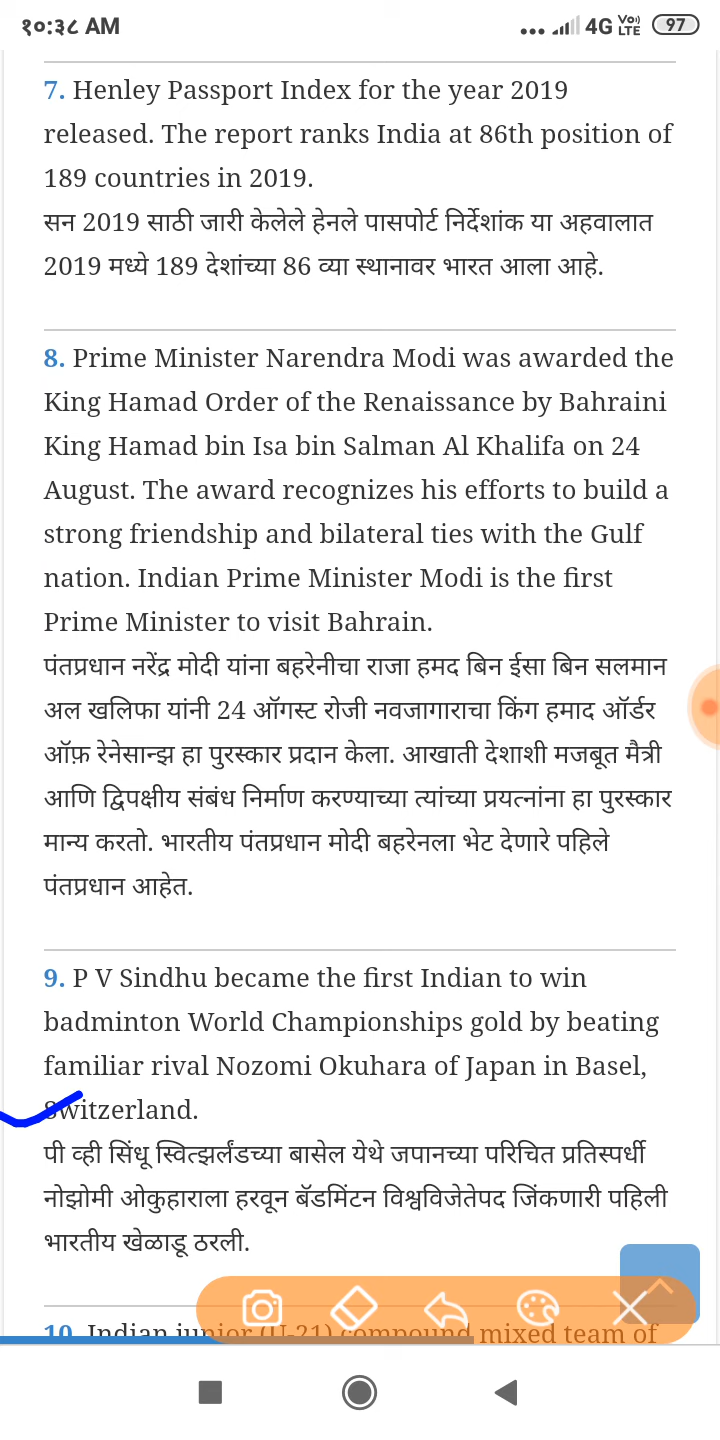 १०:३८ AM
4G VoLTE 97
7. Henley Passport Index for the year 2019
released. The report ranks India at 86th position of
189 countries in 2019.
सन 2019 साठी जारी केलेले हेनले पासपोर्ट निर्देशांक या अहवालात
2019 मध्ये 189 देशांच्या 86 व्या स्थानावर भारत आला आहे.
8. Prime Minister Narendra Modi was awarded the
King Hamad Order of the Renaissance by Bahraini
King Hamad bin Isa bin Salman Al Khalifa on 24
August. The award recognizes his efforts to build a
strong friendship and bilateral ties with the Gulf
nation. Indian Prime Minister Modi is the first
Prime Minister to visit Bahrain.
पंतप्रधान नरेंद्र मोदी यांना बहरेनीचा राजा हमद बिन ईसा बिन सलमान
अल खलिफा यांनी 24 ऑगस्ट रोजी नवजागाराचा किंग हमाद ऑर्डर
ऑफ़ रेनेसान्झ हा पुरस्कार प्रदान केला. आखाती देशाशी मजबूत मैत्री
आणि द्विपक्षीय संबंध निर्माण करण्याच्या त्यांच्या प्रयत्नांना हा पुरस्कार
मान्य करतो. भारतीय पंतप्रधान मोदी बहरेनला भेट देणारे पहिले
पंतप्रधान आहेत.
9. P V Sindhu became the first Indian to win
badminton World Championships gold by beating
familiar rival Nozomi Okuhara of Japan in Basel,
Switzerland.
पी व्ही सिंधू स्वित्झर्लंडच्या बासेल येथे जपानच्या परिचित प्रतिस्पर्धी
नोझोमी ओकुहाराला हरवून बॅडमिंटन विश्वविजेतेपद जिंकणारी पहिली
भारतीय खेळाडू ठरली.
10. Indian junior (U-21) compound mixed team of